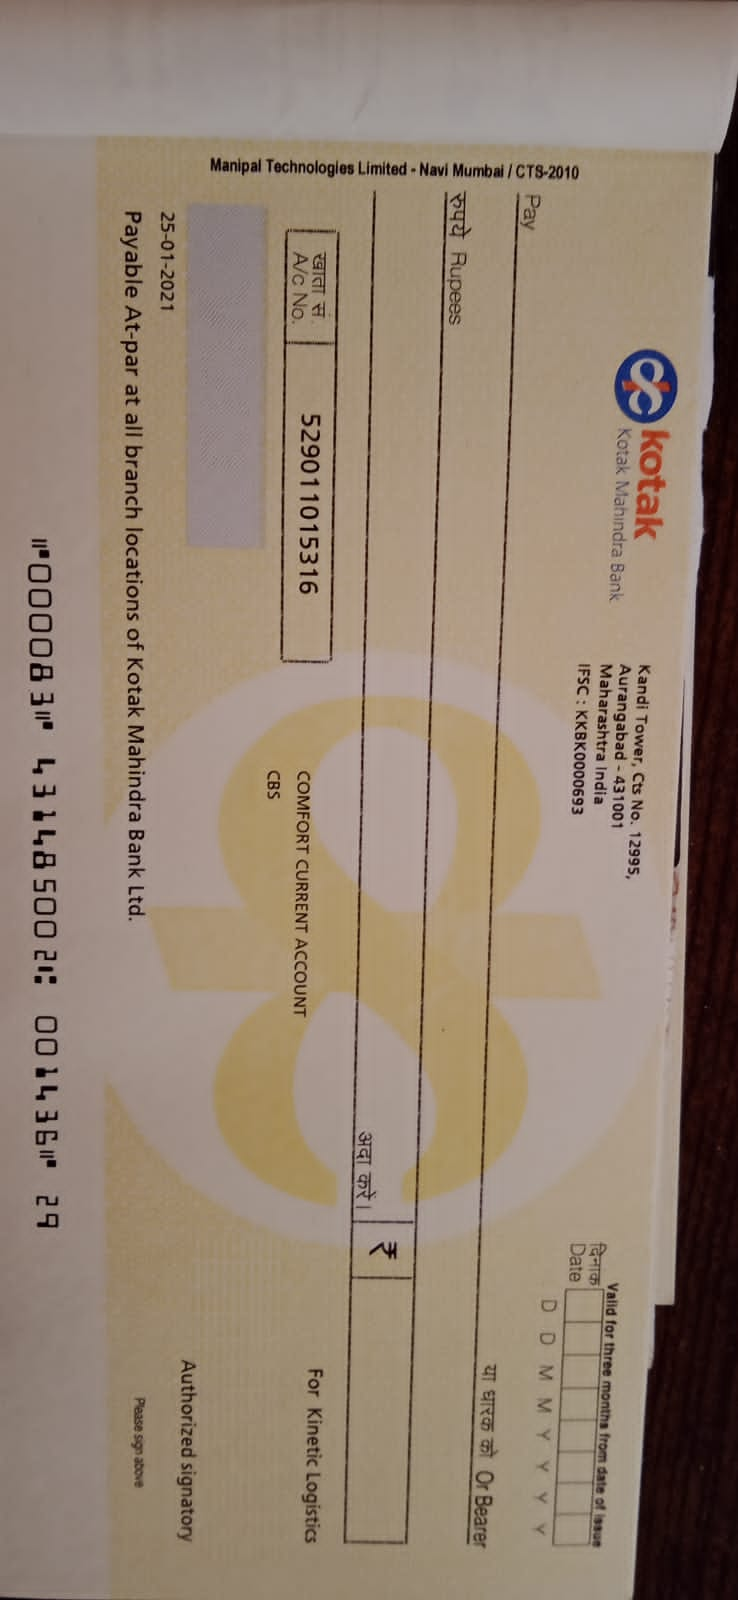 kotak
Kotak Mahindra Bank
Kandi Tower, Cts No. 12995,
Aurangabad - 431001
Maharashtra India
IFSC : KKBK0000693
Valid for three months from date of issue
दिनांक
Date
D D M M Y Y Y Y
Pay
या धारक को Or Bearer
रुपये Rupees
अदा करें।
₹
खाता सं.
A/c No.
529011015316
COMFORT CURRENT ACCOUNT
CBS
For Kinetic Logistics
25-01-2021
Authorized signatory
Payable At-par at all branch locations of Kotak Mahindra Bank Ltd.
Please sign above
Manipal Technologies Limited - Navi Mumbai / CTS-2010
⑈000083⑈ 431485002⑆ 001436⑈ 29